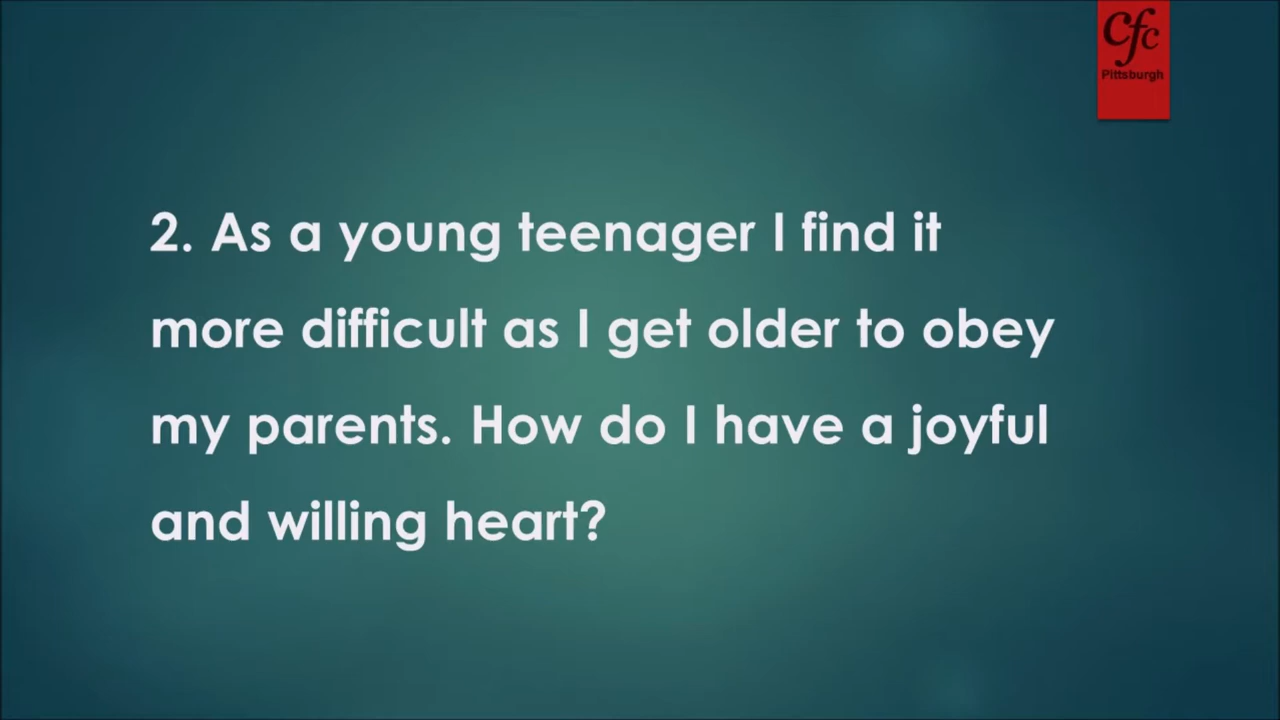 cfc
Pittsburgh
2. As a young teenager I find it
more difficult as I get older to obey
my parents. How do I have a joyful
and willing heart?